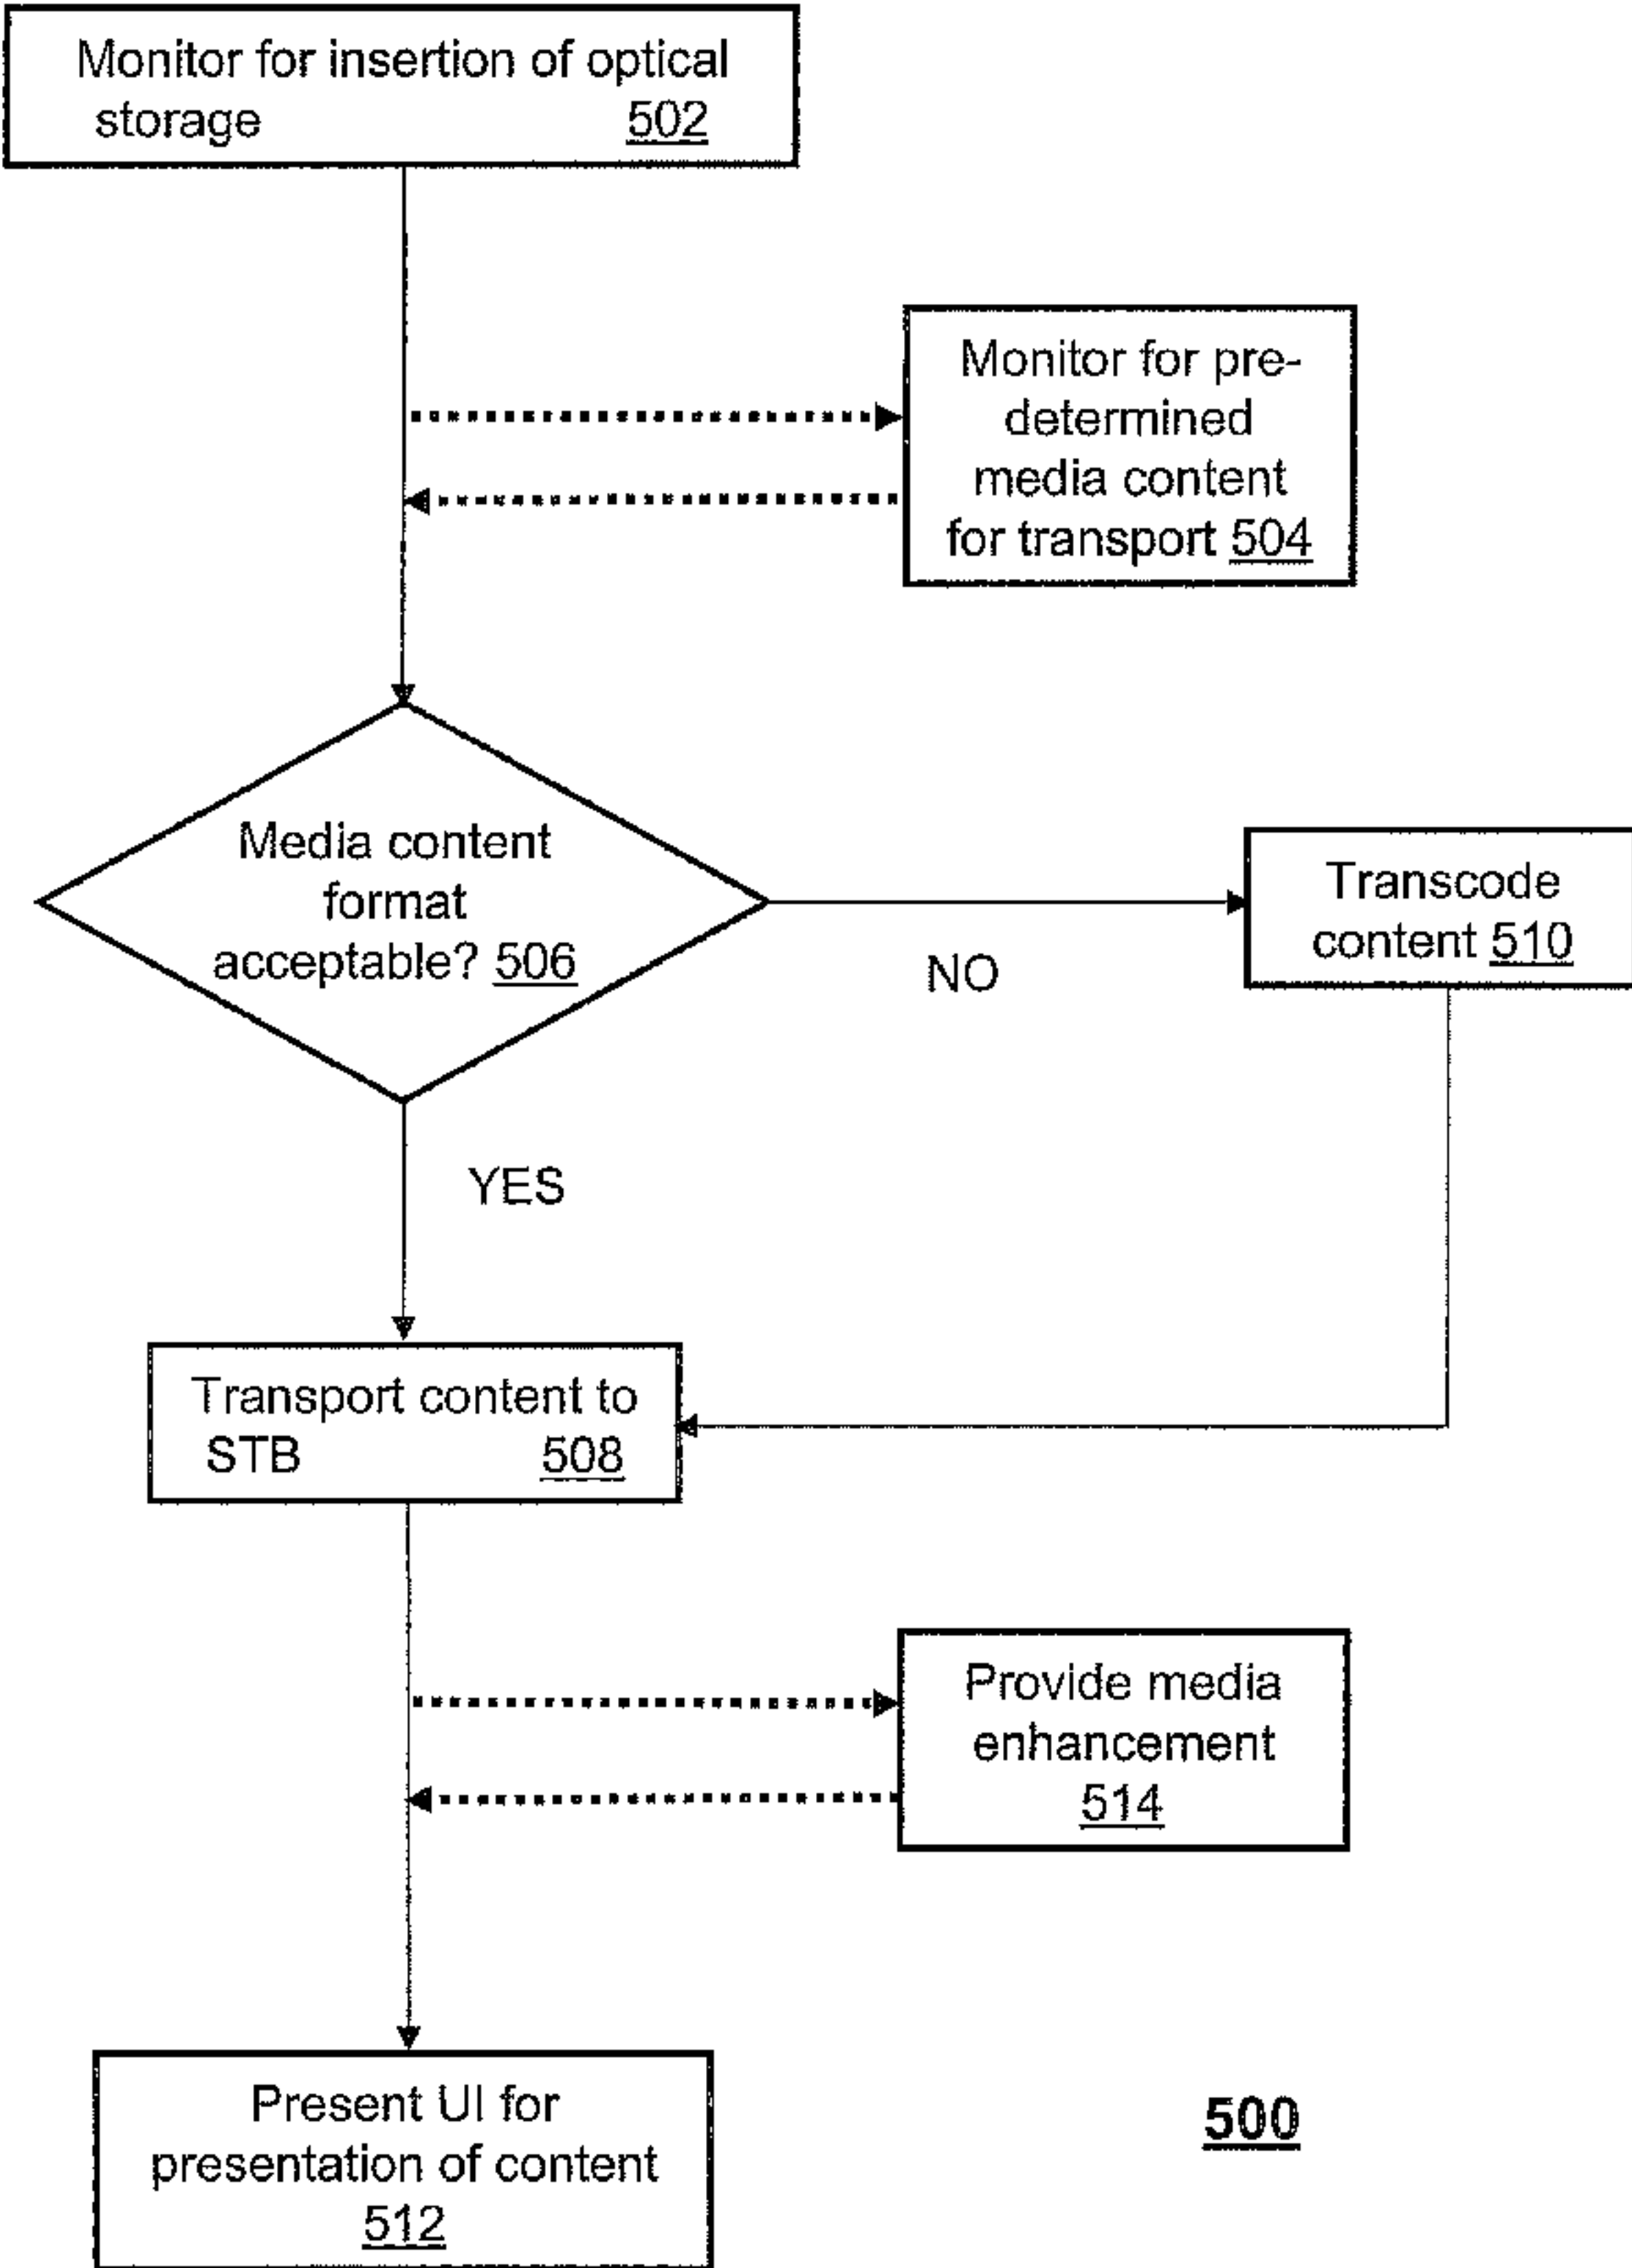 Monitor for insertion of optical
storage 502
Monitor for pre-
determined
media content
for transport 504
Media content
format
acceptable? 506
NO
Transcode
content 510
YES
Transport content to
STB 508
Provide media
enhancement
514
Present UI for
presentation of content
512
500